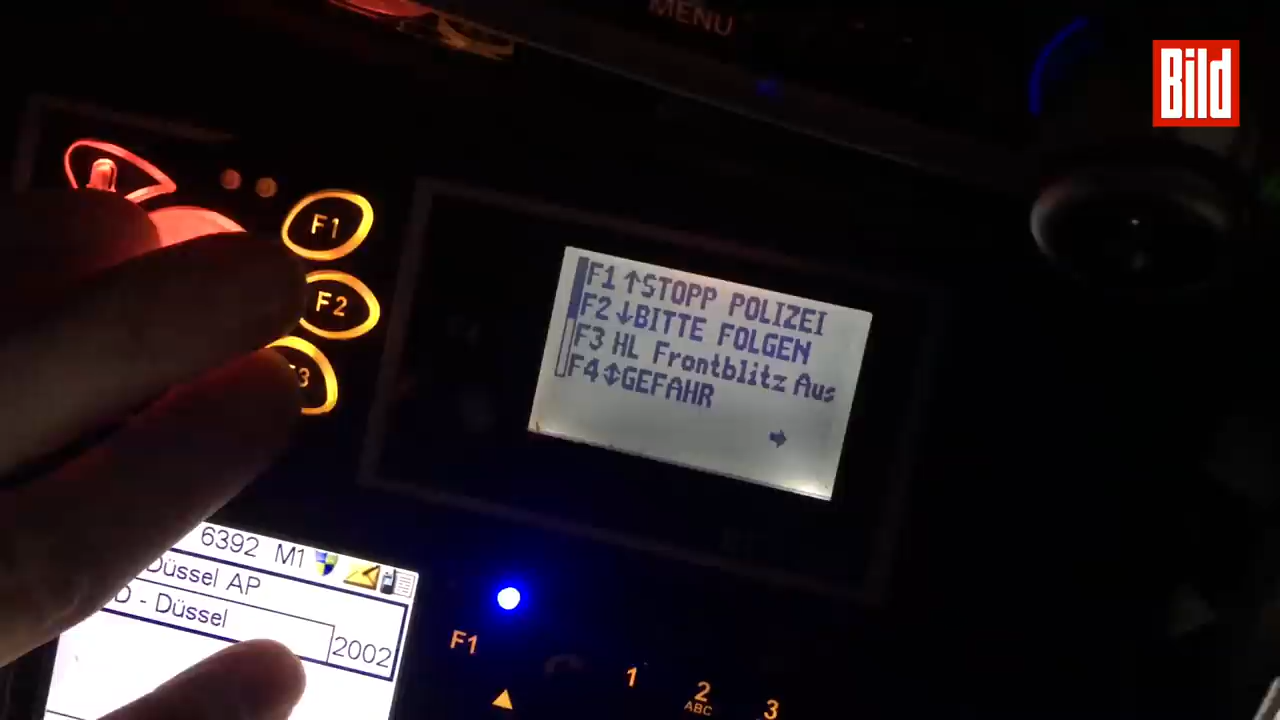 MENU
Bild
F1
F2
F3
F1 ↑STOPP POLIZEI
F2 ↓BITTE FOLGEN
F3 HL Frontblitz Aus
F4 ↕GEFAHR
6392 M1
Düssel AP
D - Düssel
2002
F1
1
2
ABC
3